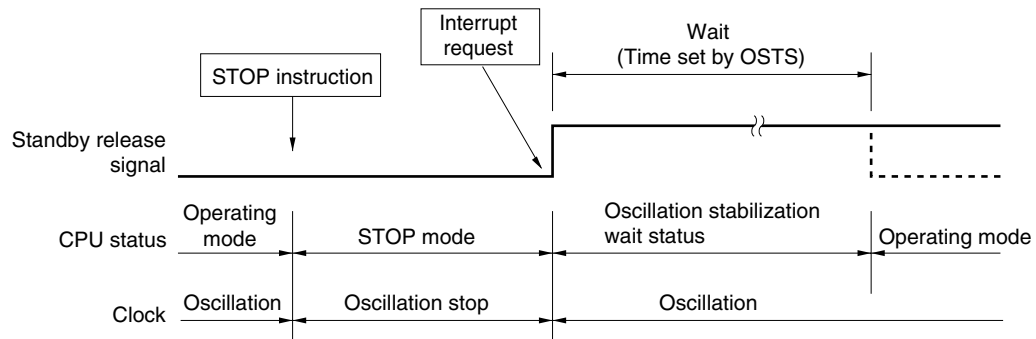 Interrupt
request
Wait
(Time set by OSTS)
STOP instruction
Standby release
signal
Operating
mode
Oscillation stabilization
wait status
CPU status
STOP mode
Operating mode
Clock
Oscillation
Oscillation stop
Oscillation